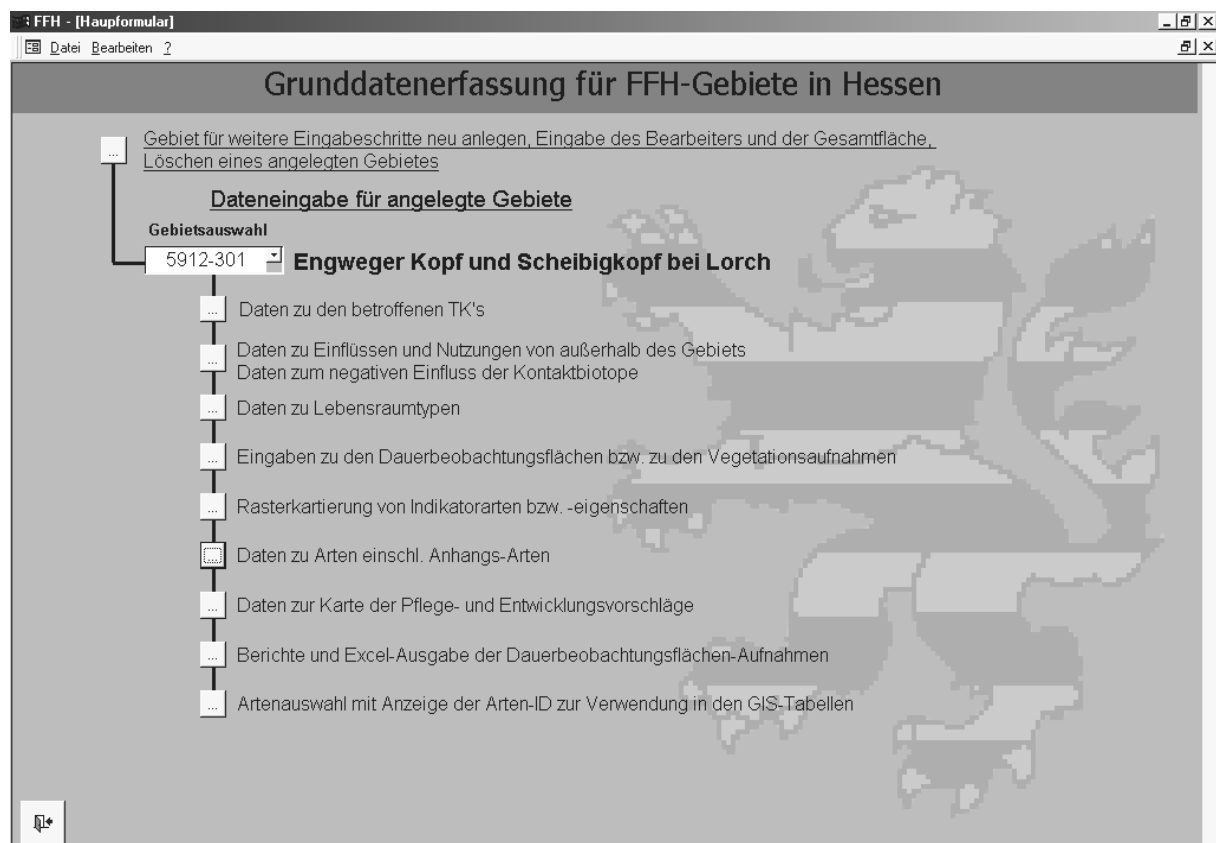 FFH - [Haupformular]
Datei Bearbeiten ?
Grunddatenerfassung für FFH-Gebiete in Hessen
... Gebiet für weitere Eingabeschritte neu anlegen, Eingabe des Bearbeiters und der Gesamtfläche,
Löschen eines angelegten Gebietes
Dateneingabe für angelegte Gebiete
Gebietsauswahl
5912-301 Engweger Kopf und Scheibigkopf bei Lorch
... Daten zu den betroffenen TK's
... Daten zu Einflüssen und Nutzungen von außerhalb des Gebiets
Daten zum negativen Einfluss der Kontaktbiotope
... Daten zu Lebensraumtypen
... Eingaben zu den Dauerbeobachtungsflächen bzw. zu den Vegetationsaufnahmen
... Rasterkartierung von Indikatorarten bzw. -eigenschaften
... Daten zu Arten einschl. Anhangs-Arten
... Daten zur Karte der Pflege- und Entwicklungsvorschläge
... Berichte und Excel-Ausgabe der Dauerbeobachtungsflächen-Aufnahmen
... Artenauswahl mit Anzeige der Arten-ID zur Verwendung in den GIS-Tabellen